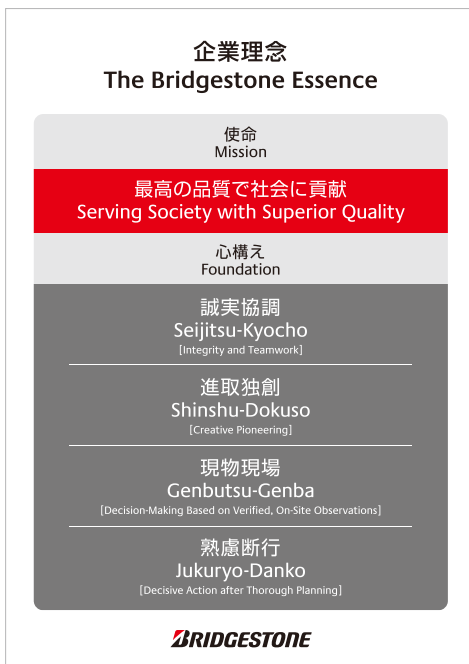 企業理念
The Bridgestone Essence
使命
Mission
最高の品質で社会に貢献
Serving Society with Superior Quality
心構え
Foundation
誠実協調
Seijitsu-Kyocho
[Integrity and Teamwork]
進取独創
Shinshu-Dokuso
[Creative Pioneering]
現物現場
Genbutsu-Genba
[Decision-Making Based on Verified, On-Site Observations]
熟慮断行
Jukuryo-Danko
[Decisive Action after Thorough Planning]
BRIDGESTONE